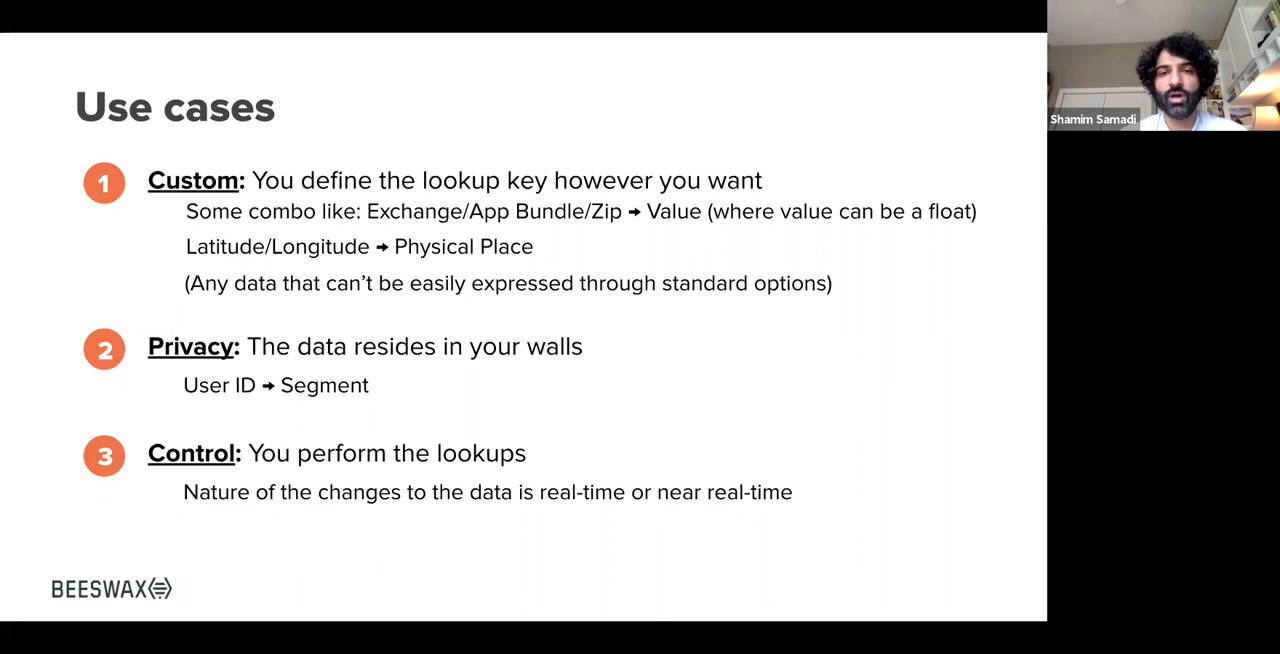 Use cases
1 Custom: You define the lookup key however you want
Some combo like: Exchange/App Bundle/Zip → Value (where value can be a float)
Latitude/Longitude → Physical Place
(Any data that can’t be easily expressed through standard options)
2 Privacy: The data resides in your walls
User ID → Segment
3 Control: You perform the lookups
Nature of the changes to the data is real-time or near real-time
BEESWAX
Shamim Samadi